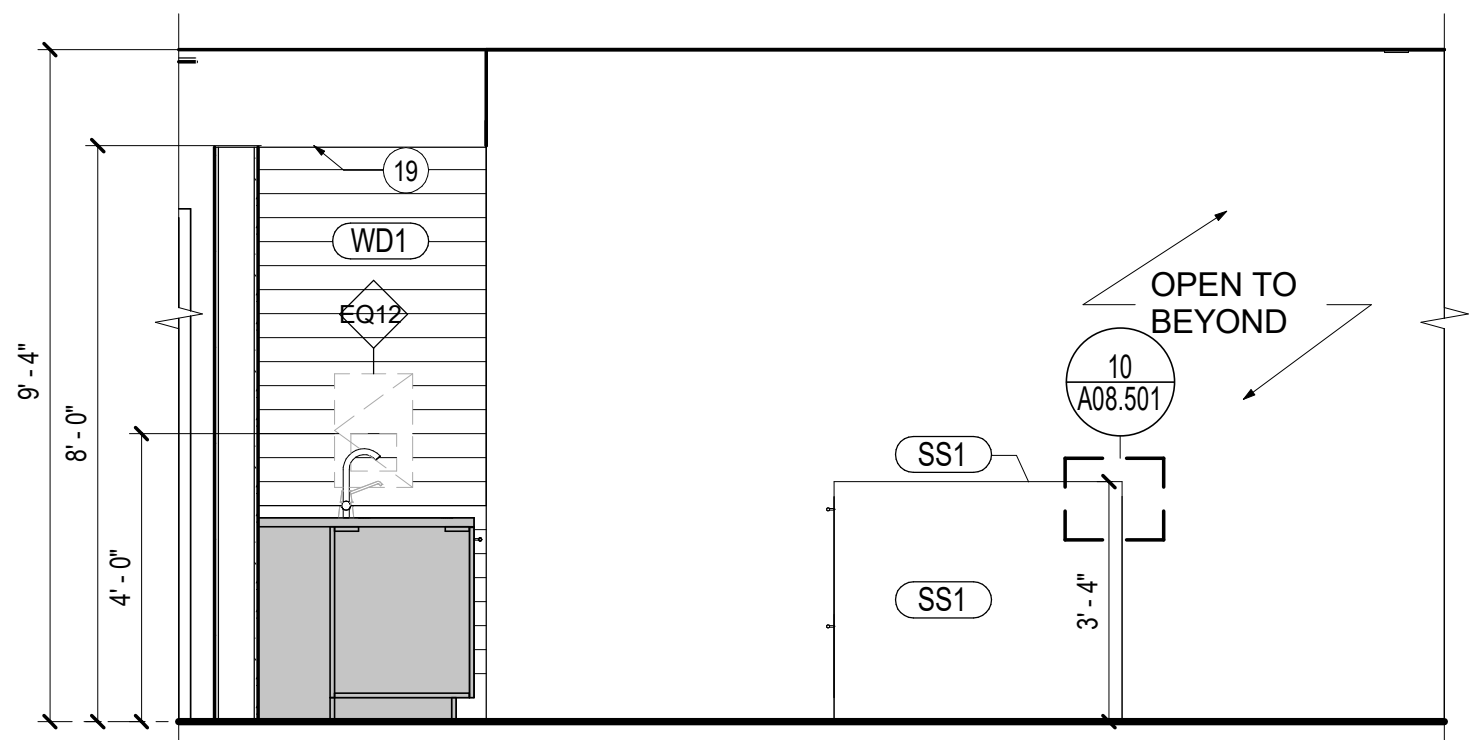 19
WD1
EQ12
OPEN TO
BEYOND
10
A08.501
SS1
SS1
9' - 4"
8' - 0"
4' - 0"
3' - 4"